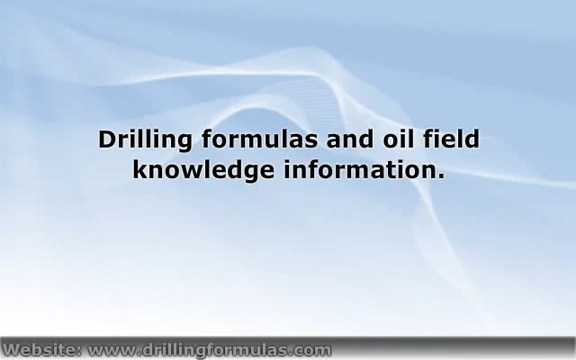 Drilling formulas and oil field
knowledge information.
Website: www.drillingformulas.com